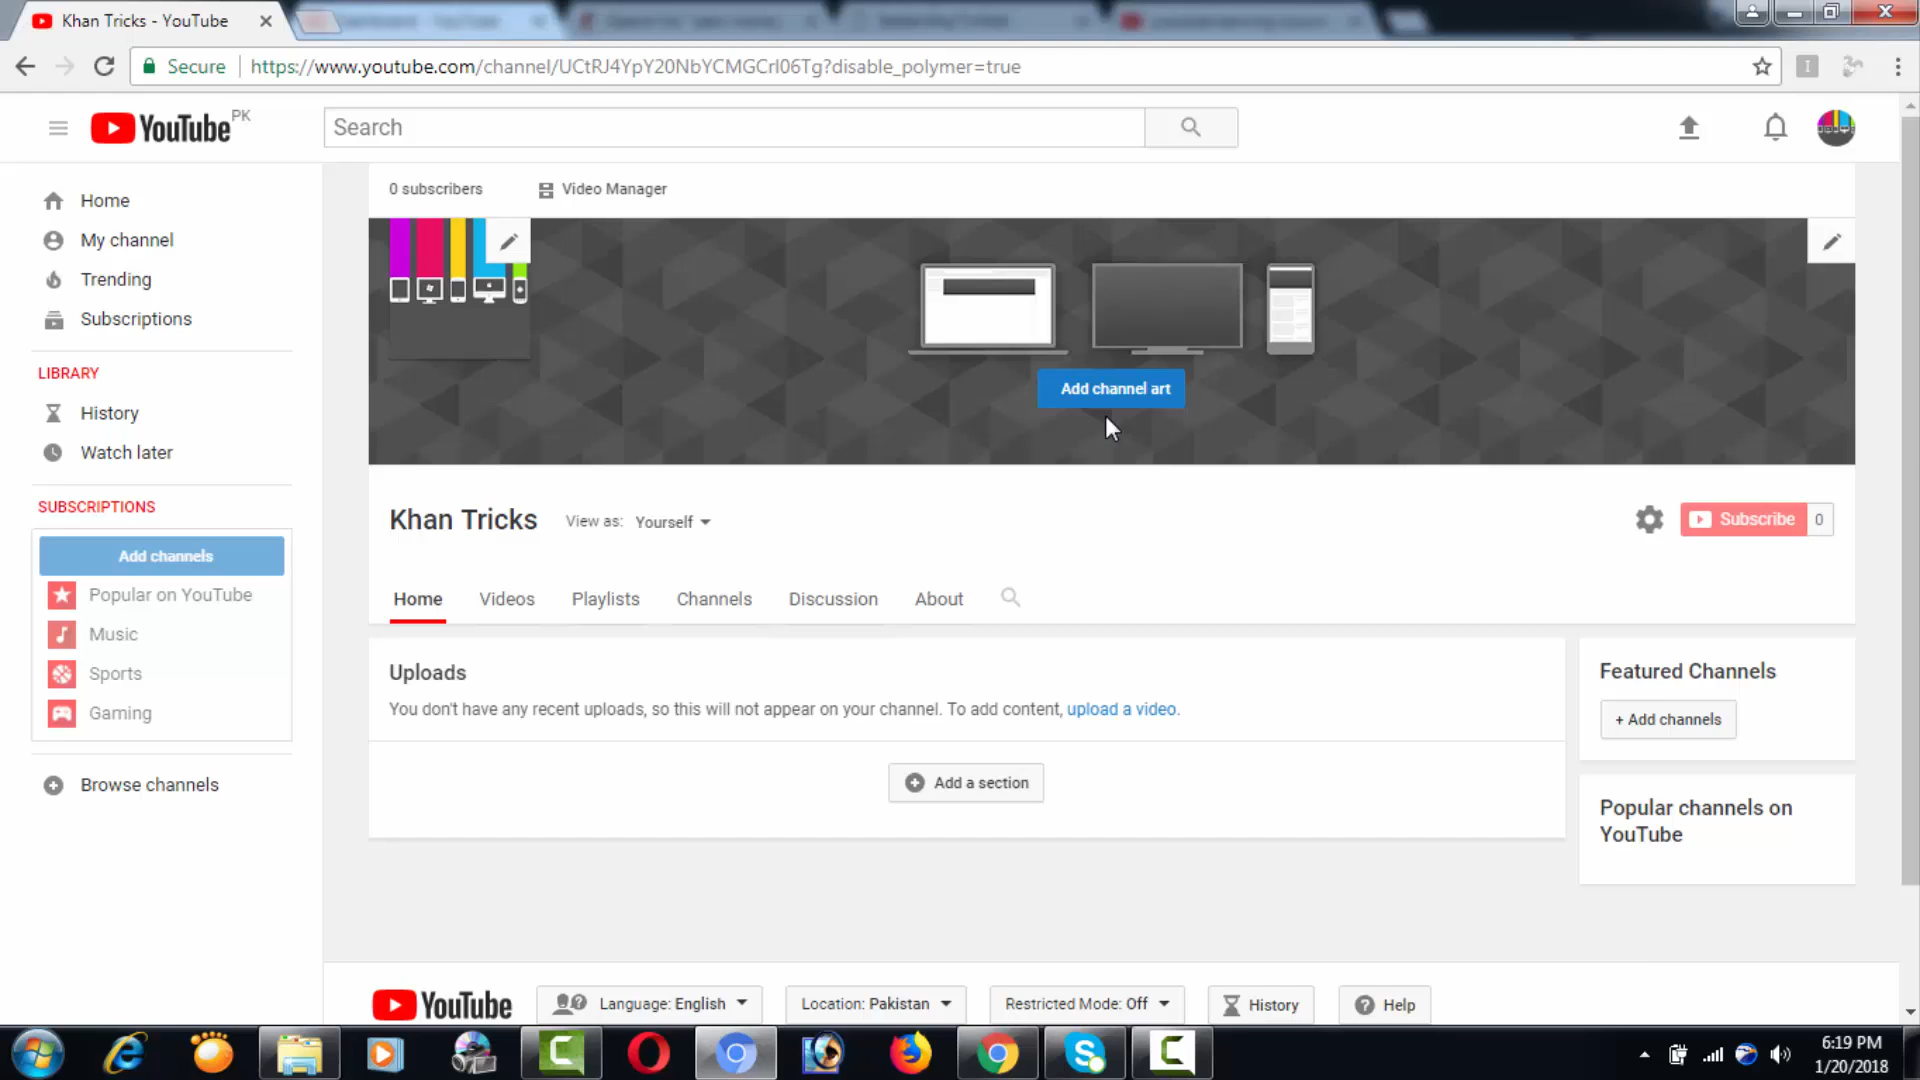 Khan Tricks - YouTube
Secure
https://www.youtube.com/channel/UCtRJ4YpY20NbYCMGCrl06Tg?disable_polymer=true
YouTube PK
Search
Home
My channel
Trending
Subscriptions
LIBRARY
History
Watch later
SUBSCRIPTIONS
Add channels
Popular on YouTube
Music
Sports
Gaming
Browse channels
0 subscribers
Video Manager
Add channel art
Khan Tricks
View as: Yourself
Subscribe 0
Home Videos Playlists Channels Discussion About
Uploads
You don't have any recent uploads, so this will not appear on your channel. To add content, upload a video.
Add a section
Featured Channels
+ Add channels
Popular channels on
YouTube
YouTube
Language: English
Location: Pakistan
Restricted Mode: Off
History
Help
6:19 PM
1/20/2018